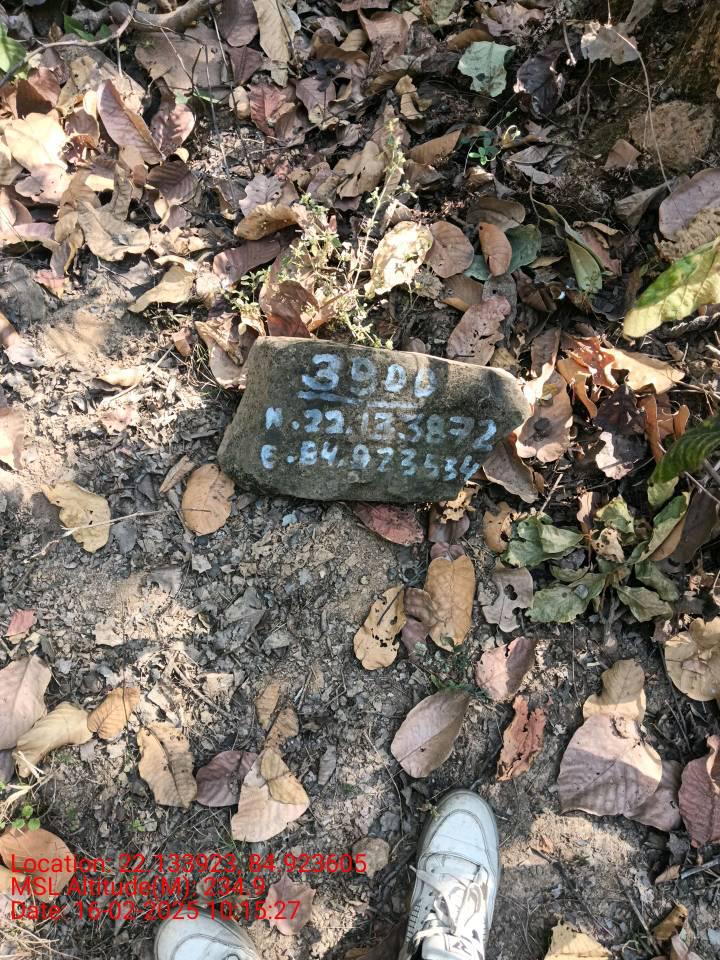 39DD
N.22.13.3872
E.84.923534
Location: 22.133923, 84.923605
MSL Altitude(M): 234.9
Date: 16-02-2025 10:15:27